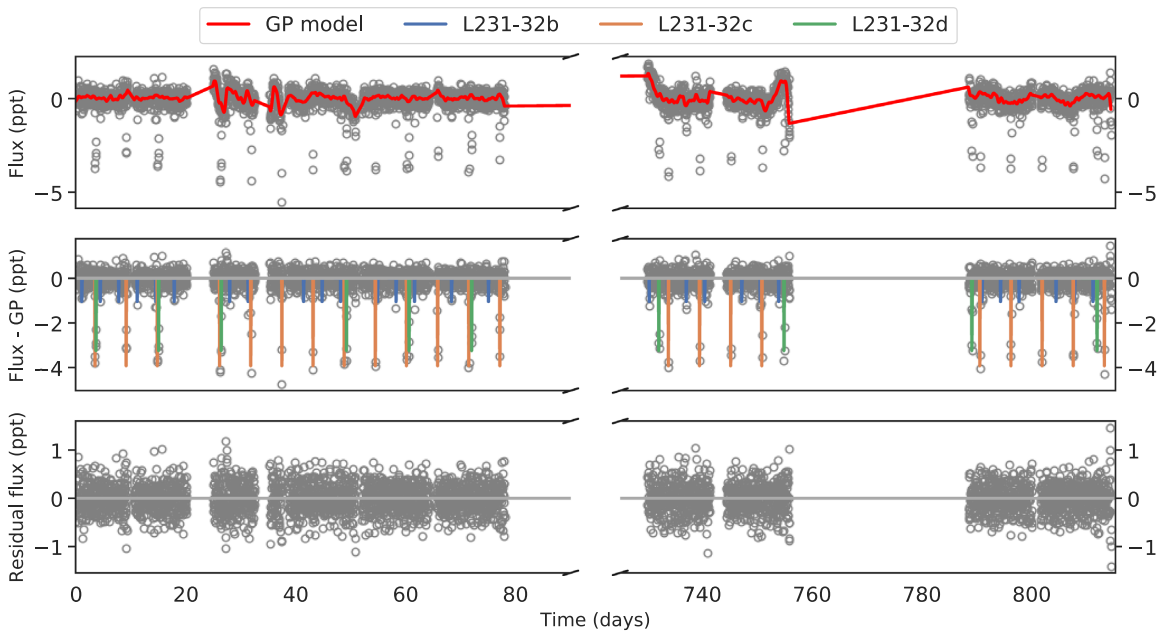 GP model L231-32b L231-32c L231-32d
Flux (ppt)
0 0
−5 −5
Flux - GP (ppt)
0 0
−2 −2
−4 −4
Residual flux (ppt)
1 1
0 0
−1 −1
0 20 40 60 80 740 760 780 800
Time (days)